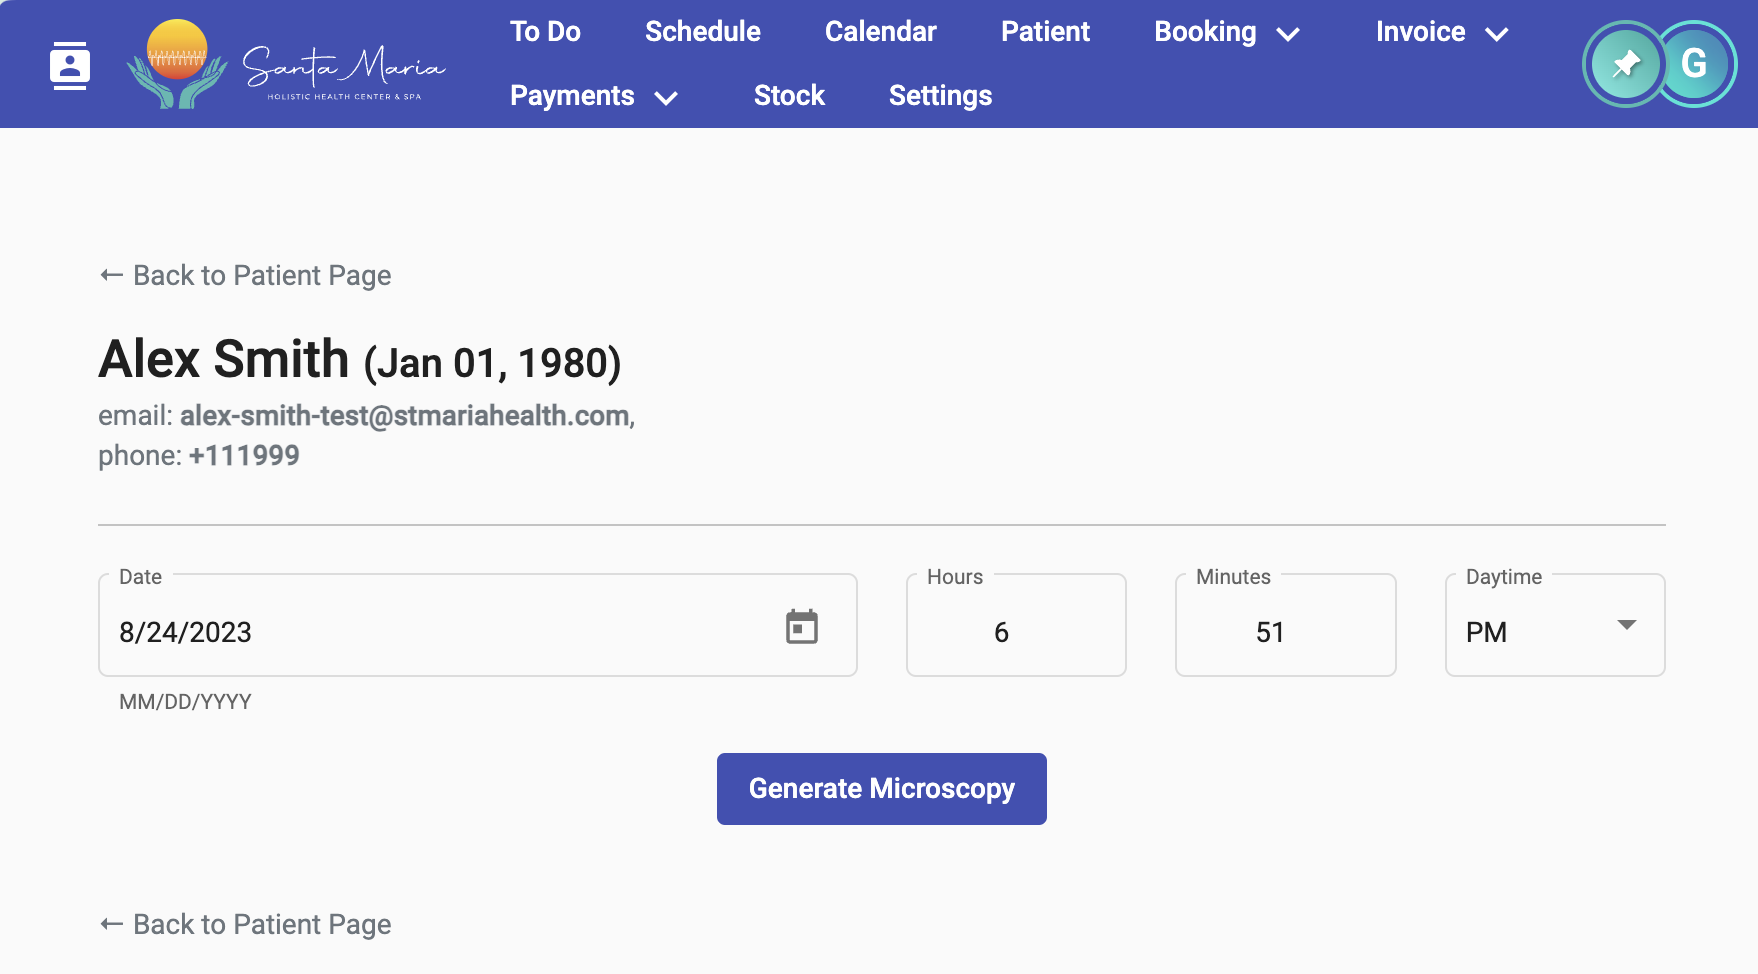 To Do Schedule Calendar Patient Booking Invoice
Santa Maria
HOLISTIC HEALTH CENTER & SPA
G
Payments Stock Settings
← Back to Patient Page
Alex Smith (Jan 01, 1980)
email: alex-smith-test@stmariahealth.com,
phone: +111999
Date Hours Minutes Daytime
8/24/2023 6 51 PM
MM/DD/YYYY
Generate Microscopy
← Back to Patient Page